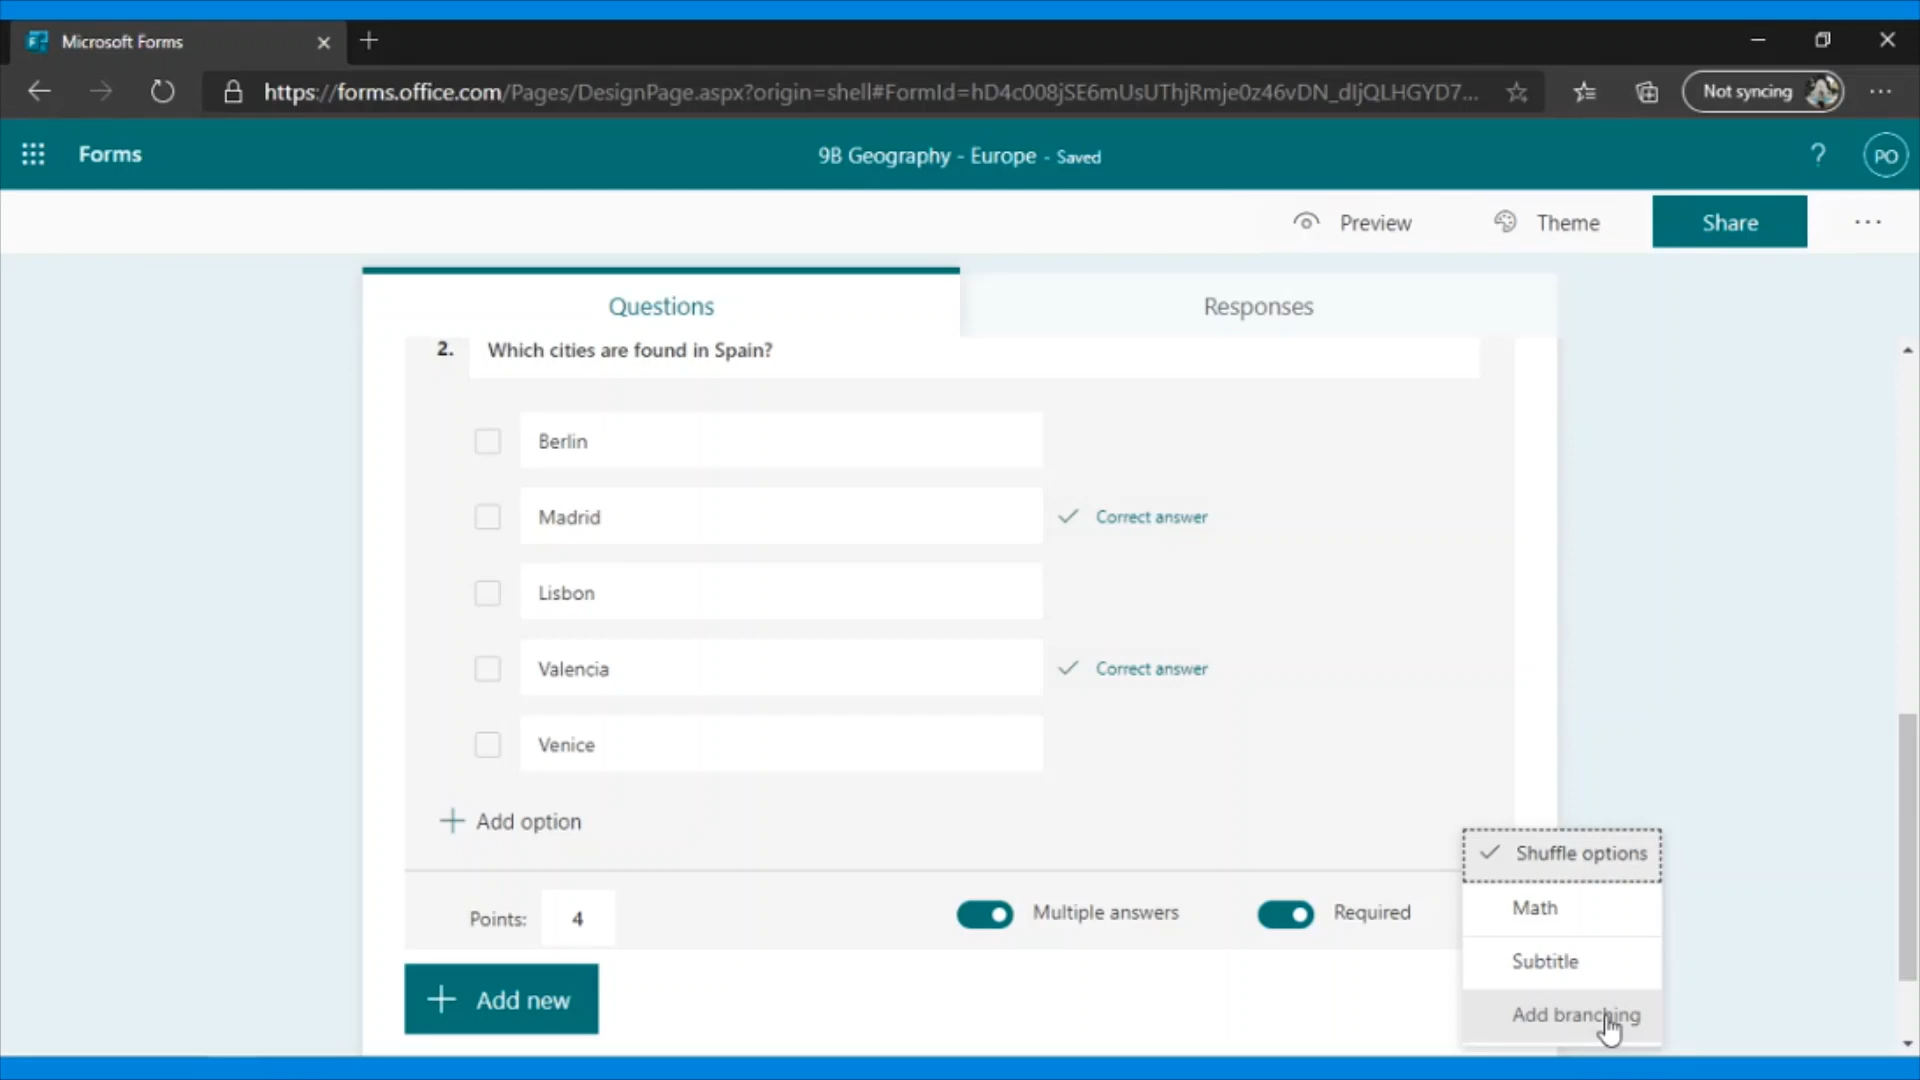 Microsoft Forms
https://forms.office.com/Pages/DesignPage.aspx?origin=shell#FormId=hD4c008jSE6mUsUThjRmje0z46vDN_dIjQLHGYD7...
Not syncing
Forms
9B Geography - Europe - Saved
?
PO
Preview
Theme
Share
...
Questions
Responses
2. Which cities are found in Spain?
Berlin
Madrid
Correct answer
Lisbon
Valencia
Correct answer
Venice
Add option
Shuffle options
Math
Subtitle
Add branching
Points: 4
Multiple answers
Required
Add new